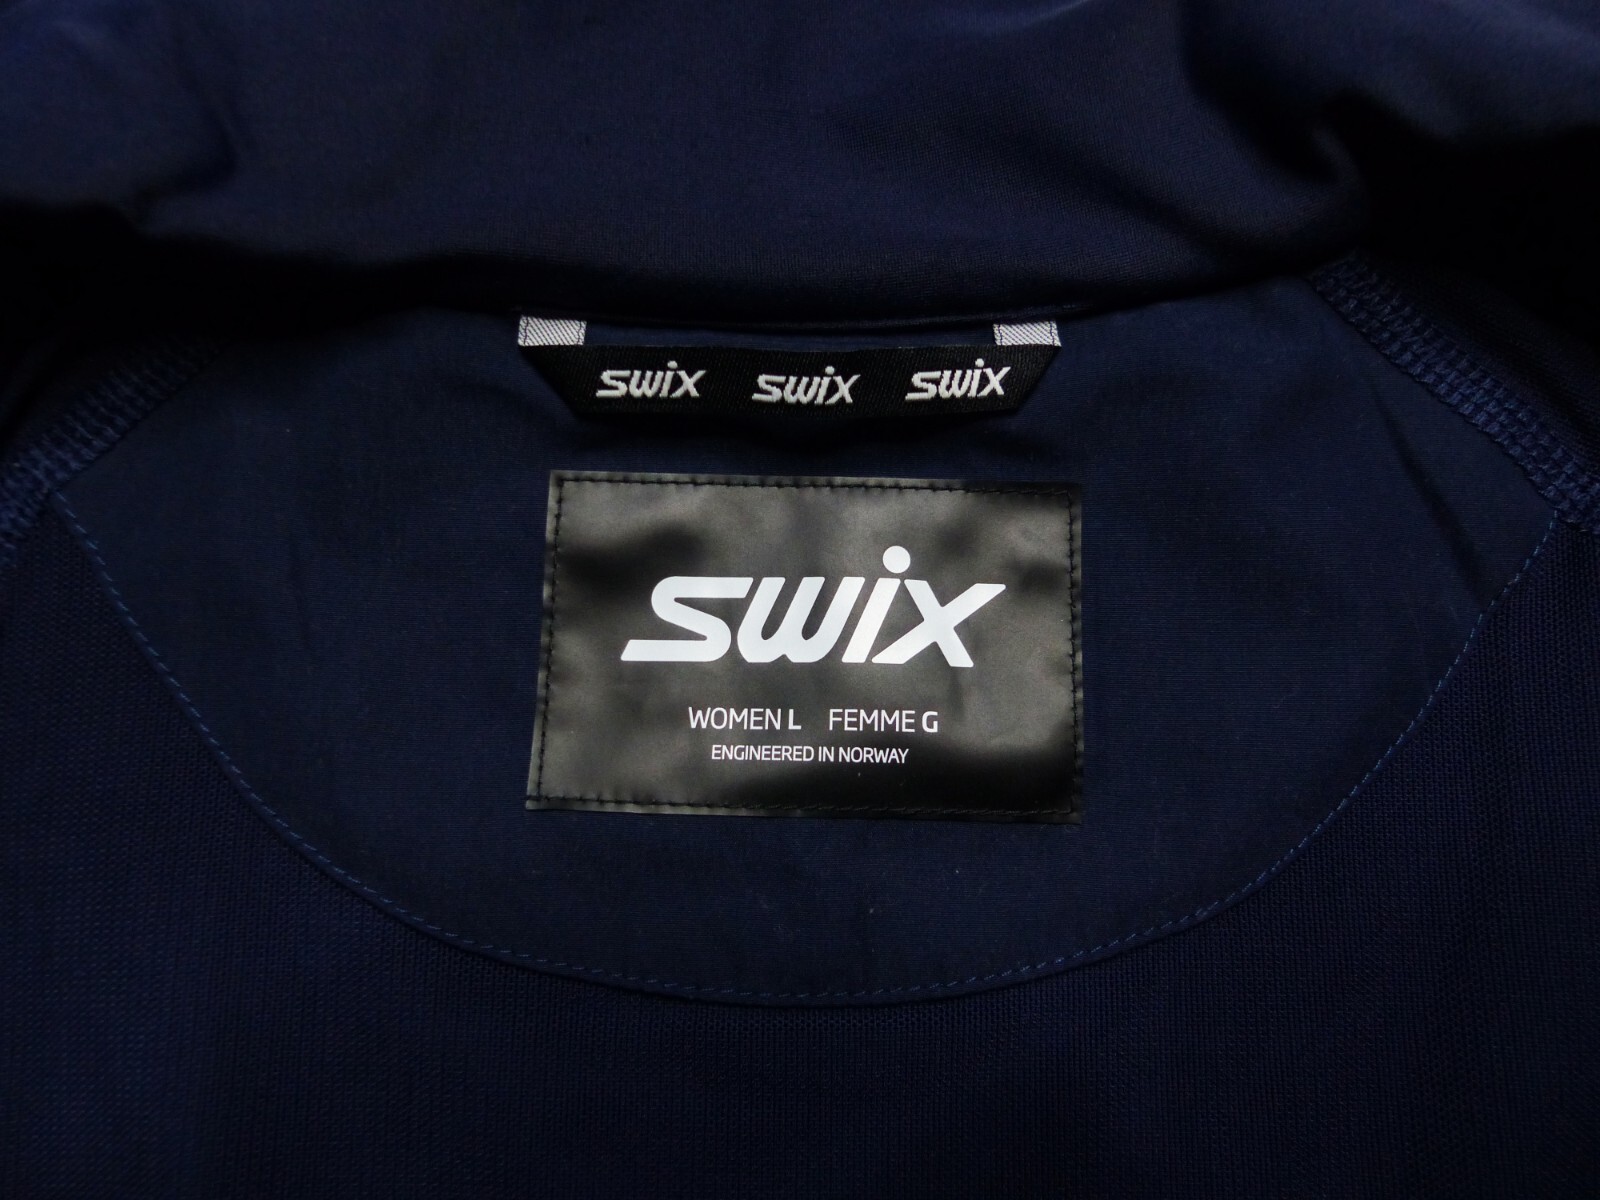 swix swix swix
swix
WOMEN L FEMME G
ENGINEERED IN NORWAY